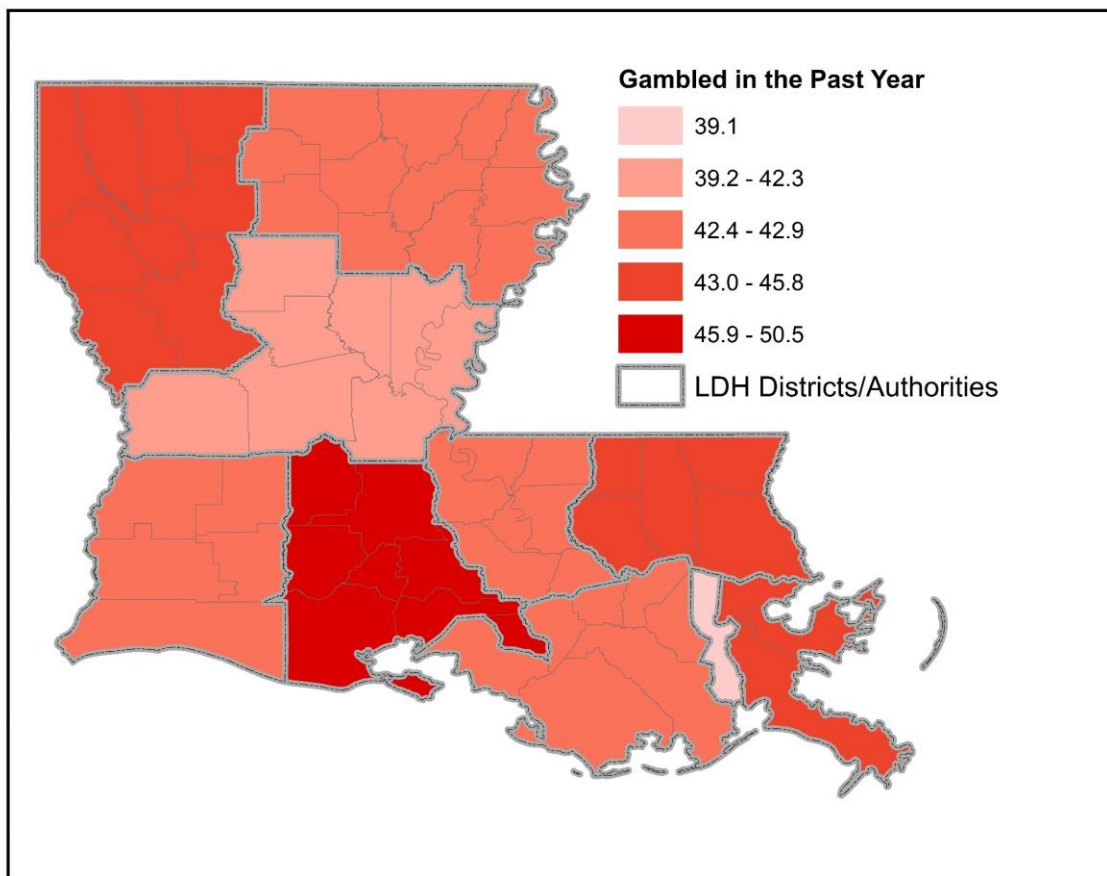 Gambled in the Past Year
39.1
39.2 - 42.3
42.4 - 42.9
43.0 - 45.8
45.9 - 50.5
LDH Districts/Authorities